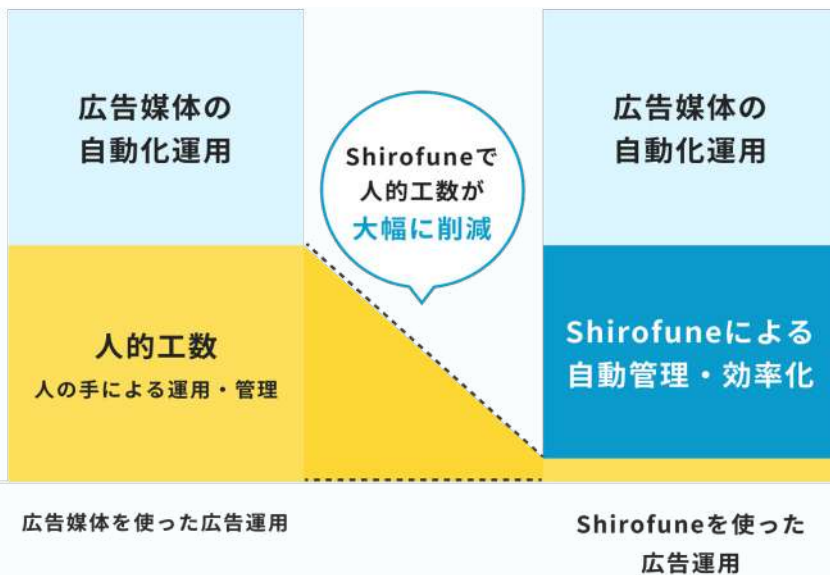 広告媒体の
自動化運用
人的工数
人の手による運用・管理
広告媒体を使った広告運用
Shirofuneで
人的工数が
大幅に削減
広告媒体の
自動化運用
Shirofuneによる
自動管理・効率化
Shirofuneを使った
広告運用